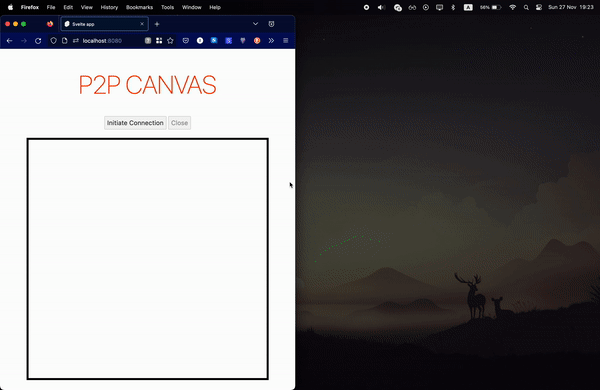 Firefox File Edit View History Bookmarks Tools Window Help A 56% Sun 27 Nov 19:23
Svelte app
localhost:8080
P2P CANVAS
Initiate Connection Close